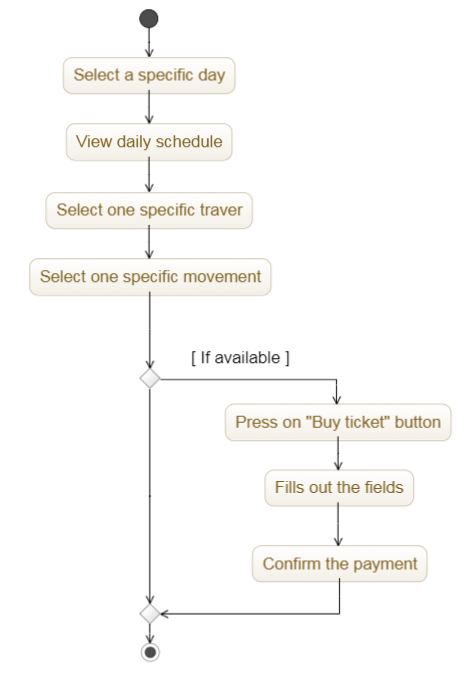 Select a specific day
View daily schedule
Select one specific traver
Select one specific movement
[ If available ]
Press on "Buy ticket" button
Fills out the fields
Confirm the payment